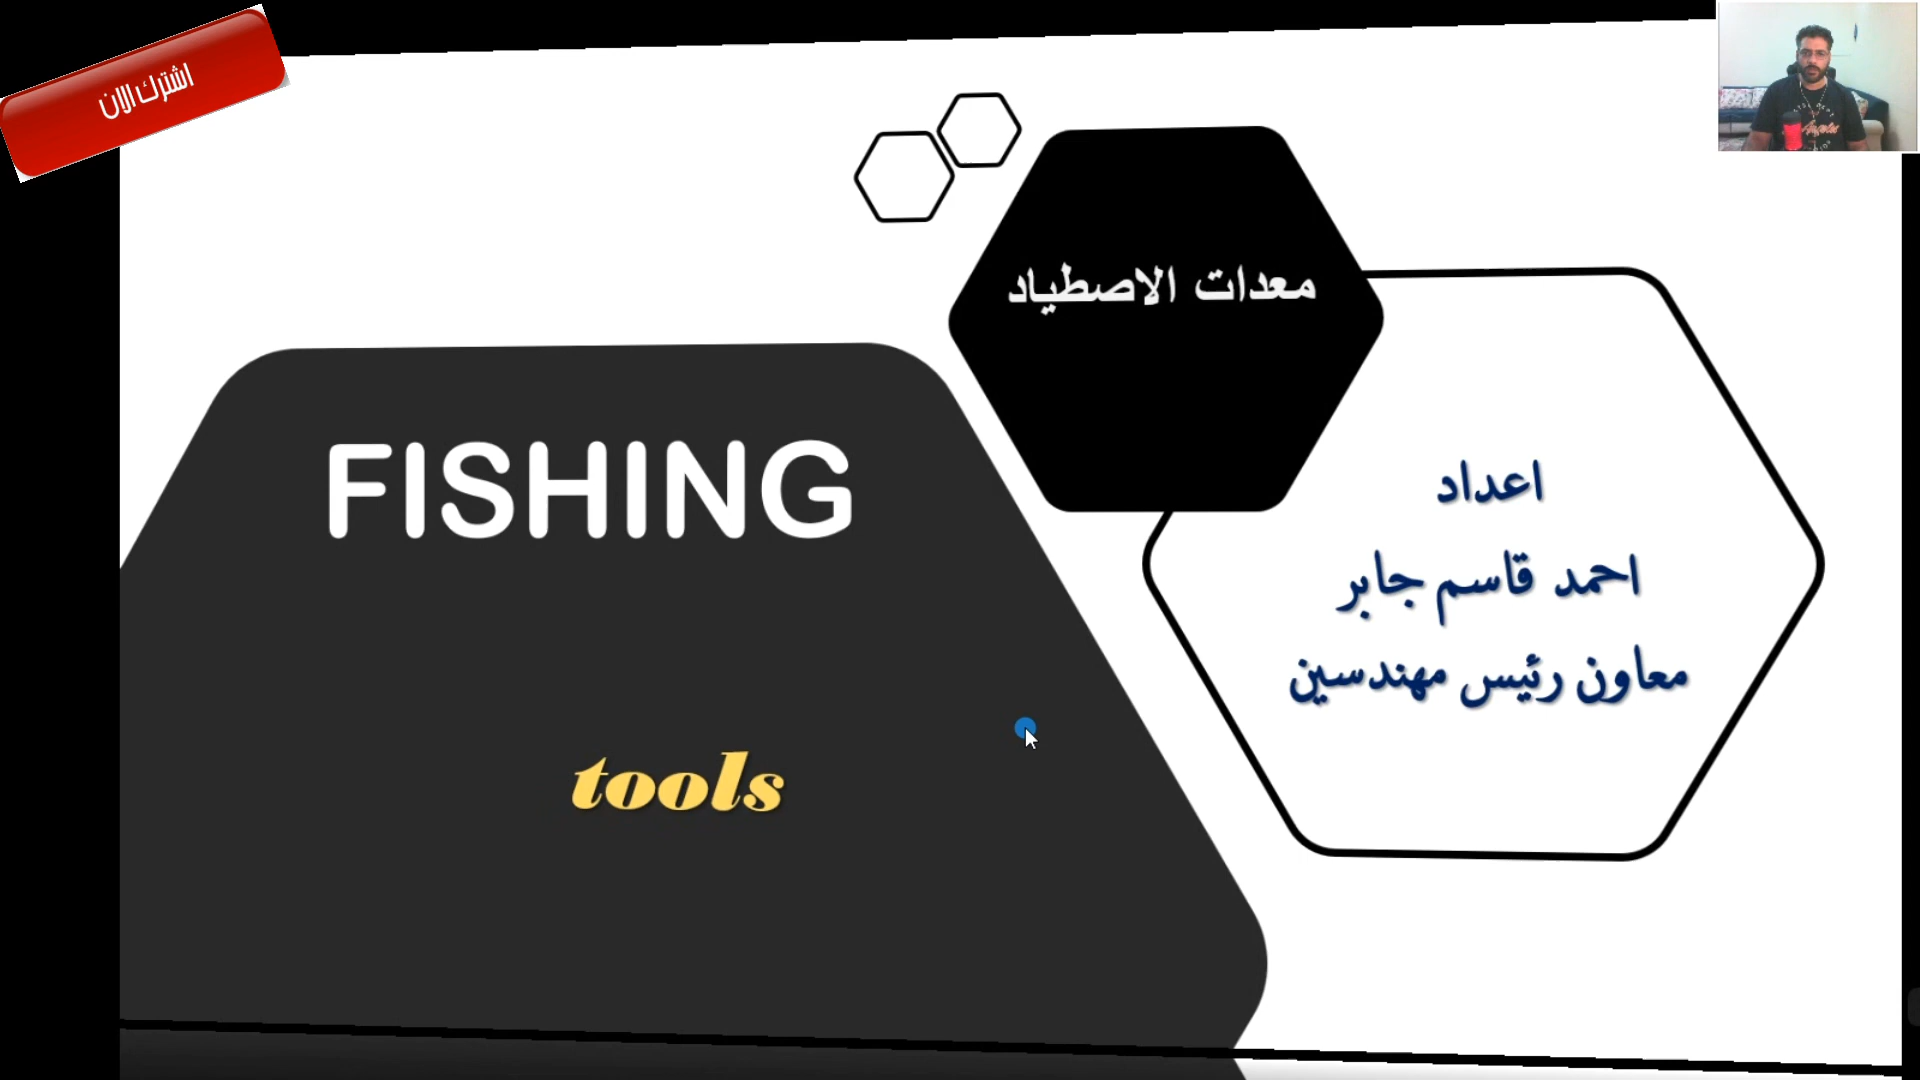 اشترك الان
معدات الاصطياد
FISHING
tools
اعداد
احمد قاسم جابر
معاون رئيس مهندسين